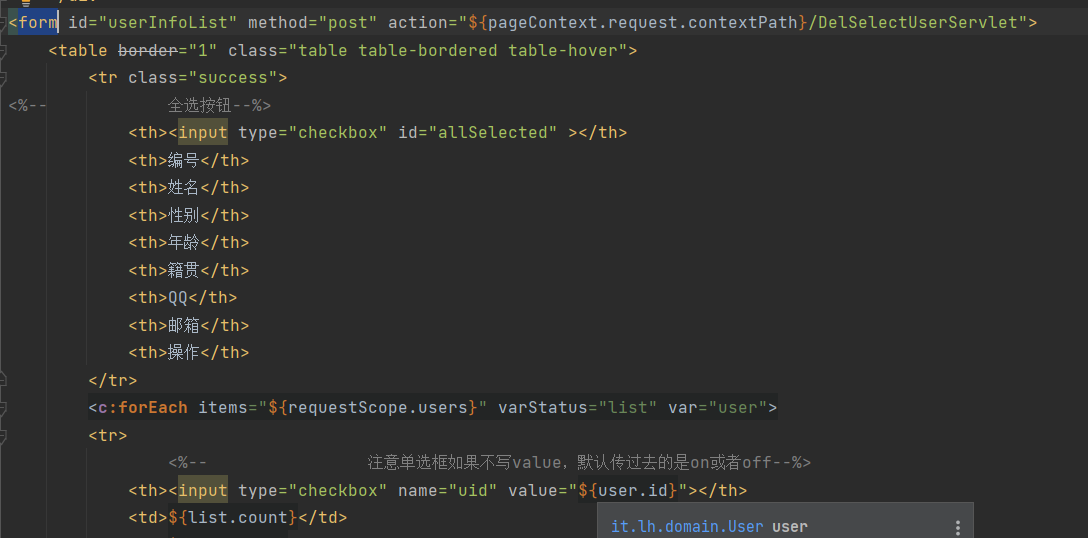 <form id="userInfoList" method="post" action="${pageContext.request.contextPath}/DelSelectUserServlet">
<table border="1" class="table table-bordered table-hover">
<tr class="success">
<%-- 全选按钮--%>
<th><input type="checkbox" id="allSelected" ></th>
<th>编号</th>
<th>姓名</th>
<th>性别</th>
<th>年龄</th>
<th>籍贯</th>
<th>QQ</th>
<th>邮箱</th>
<th>操作</th>
</tr>
<c:forEach items="${requestScope.users}" varStatus="list" var="user">
<tr>
<%-- 注意单选框如果不写value，默认传过去的是on或者off--%>
<th><input type="checkbox" name="uid" value="${user.id}"></th>
<td>${list.count}</td>
it.lh.domain.User user